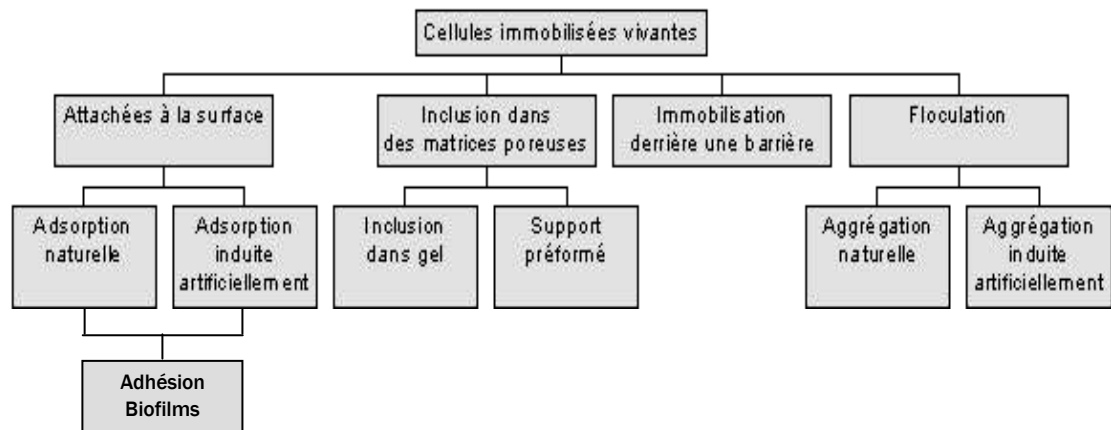 Cellules immobilisées vivantes
Attachées à la surface
Inclusion dans
des matrices poreuses
Immobilisation
derrière une barrière
Floculation
Adsorption
naturelle
Adsorption
induite
artificiellement
Inclusion
dans gel
Support
préformé
Aggrégation
naturelle
Aggrégation
induite
artificiellement
Adhésion
Biofilms